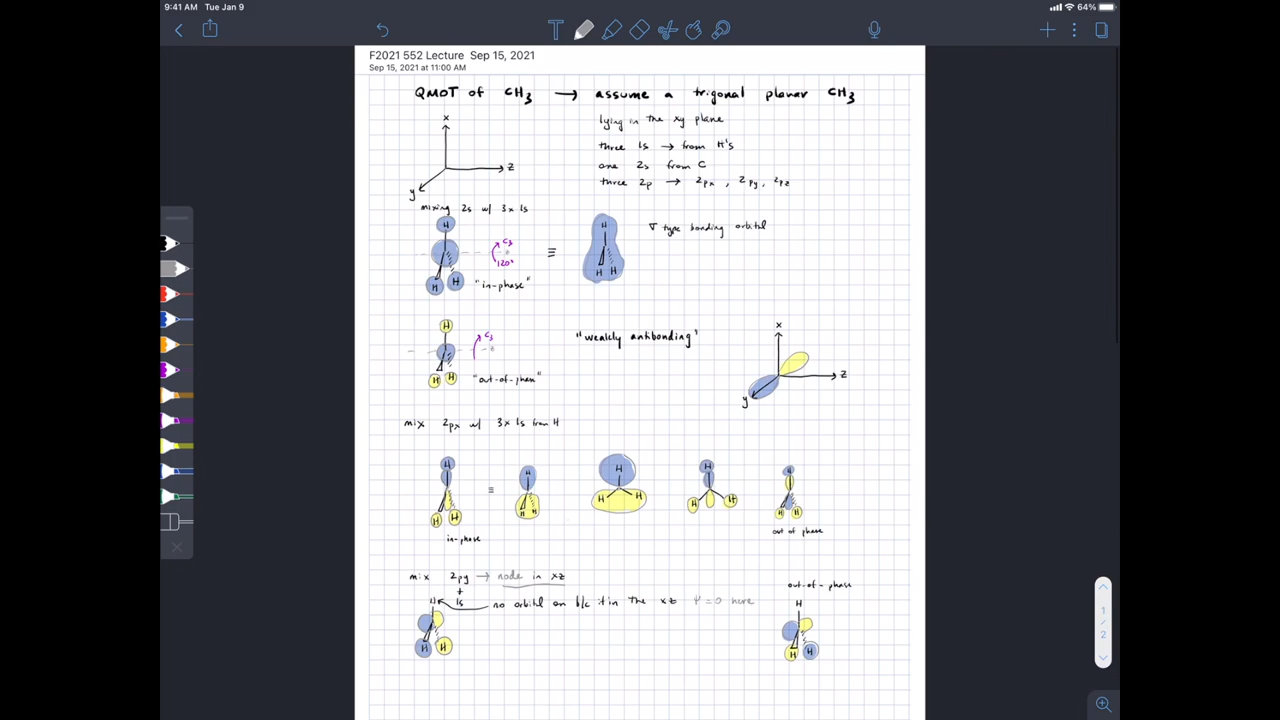 9:41 AM Tue Jan 9
64%
F2021 552 Lecture Sep 15, 2021
Sep 15, 2021 at 11:00 AM
QMOT of CH3 → assume a trigonal planar CH3
lying in the xy plane
three 1s → from H's
one 2s from C
three 2p → 2px, 2py, 2pz
x
z
y
mixing 2s w/ 3x 1s
H
H H
C3
120°
"in-phase"
≡
H
H H
σ type bonding orbital
H
H H
C3
z
"out-of-phase"
"weakly antibonding"
x
z
y
mix 2px w/ 3x 1s from H
H
H H
in-phase
≡
H
H H
H
H H
H
H H
H
H H
out of phase
mix 2py → node in xz
+
1s
no orbital on b/c it in the xz Ψ=0 here
H
H H
out-of-phase
H
H H
1
2